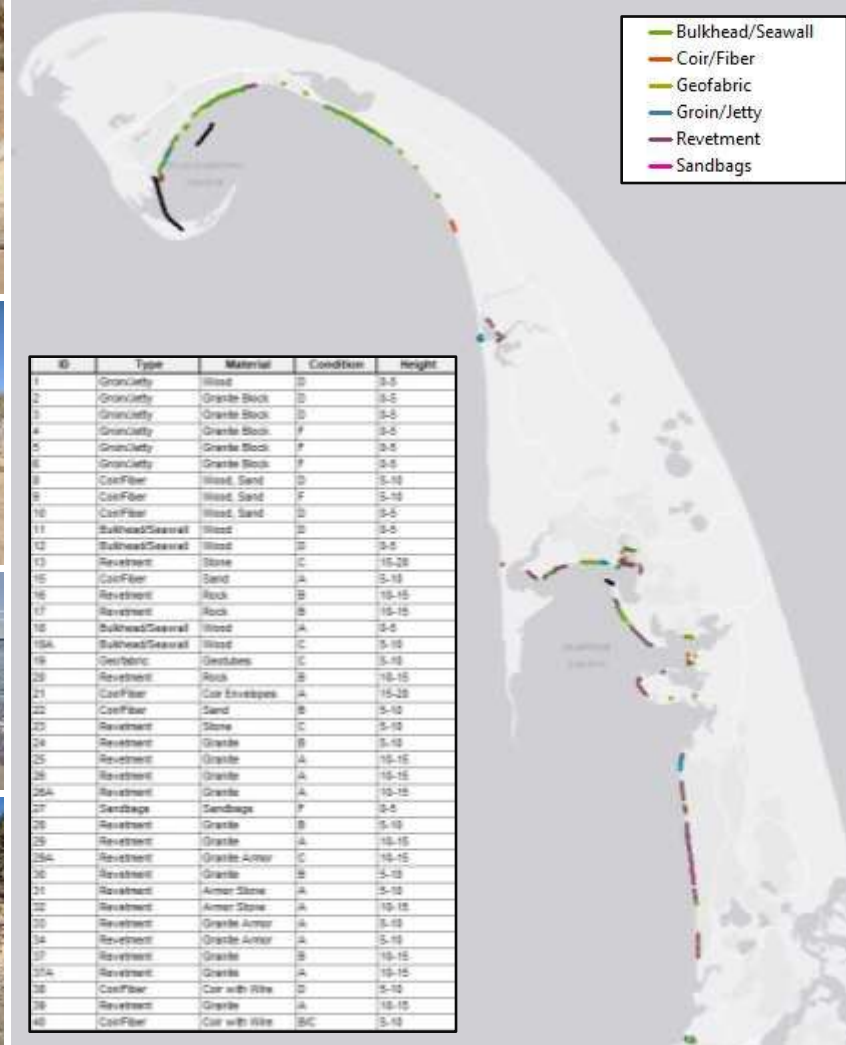 Bulkhead/Seawall
Coir/Fiber
Geofabric
Groin/Jetty
Revetment
Sandbags
ID Type Material Condition Height
1 Groin/Jetty Wood D 0-5
2 Groin/Jetty Granite Block D 0-5
3 Groin/Jetty Granite Block D 0-5
4 Groin/Jetty Granite Block F 0-5
5 Groin/Jetty Granite Block F 0-5
6 Groin/Jetty Granite Block F 0-5
8 Coir/Fiber Wood, Sand D 5-10
9 Coir/Fiber Wood, Sand F 5-10
10 Coir/Fiber Wood, Sand D 0-5
11 Bulkhead/Seawall Wood D 0-5
12 Bulkhead/Seawall Wood D 0-5
13 Revetment Stone C 15-20
15 Coir/Fiber Sand A 5-10
16 Revetment Rock B 10-15
17 Revetment Rock B 10-15
18 Bulkhead/Seawall Wood A 0-5
Bulkhead/Seawall Wood C 5-10
19 Geofabric Geotubes C 5-10
20 Revetment Rock B 10-15
21 Coir/Fiber Coir Envelopes A 15-20
22 Coir/Fiber Sand B 5-10
23 Revetment Stone C 5-10
24 Revetment Granite B 5-10
25 Revetment Granite A 10-15
26 Revetment Granite A 10-15
26A Revetment Granite A 10-15
27 Sandbags Sandbags F 0-5
28 Revetment Granite B 5-10
29 Revetment Granite A 10-15
29A Revetment Granite Armor C 10-15
30 Revetment Granite B 5-10
31 Revetment Armor Stone A 5-10
32 Revetment Armor Stone A 10-15
33 Revetment Granite Armor A 5-10
34 Revetment Granite Armor A 5-10
37 Revetment Granite B 10-15
37A Revetment Granite A 10-15
38 Coir/Fiber Coir with Wire D 5-10
39 Revetment Granite A 10-15
40 Coir/Fiber Coir with Wire B/C 5-10